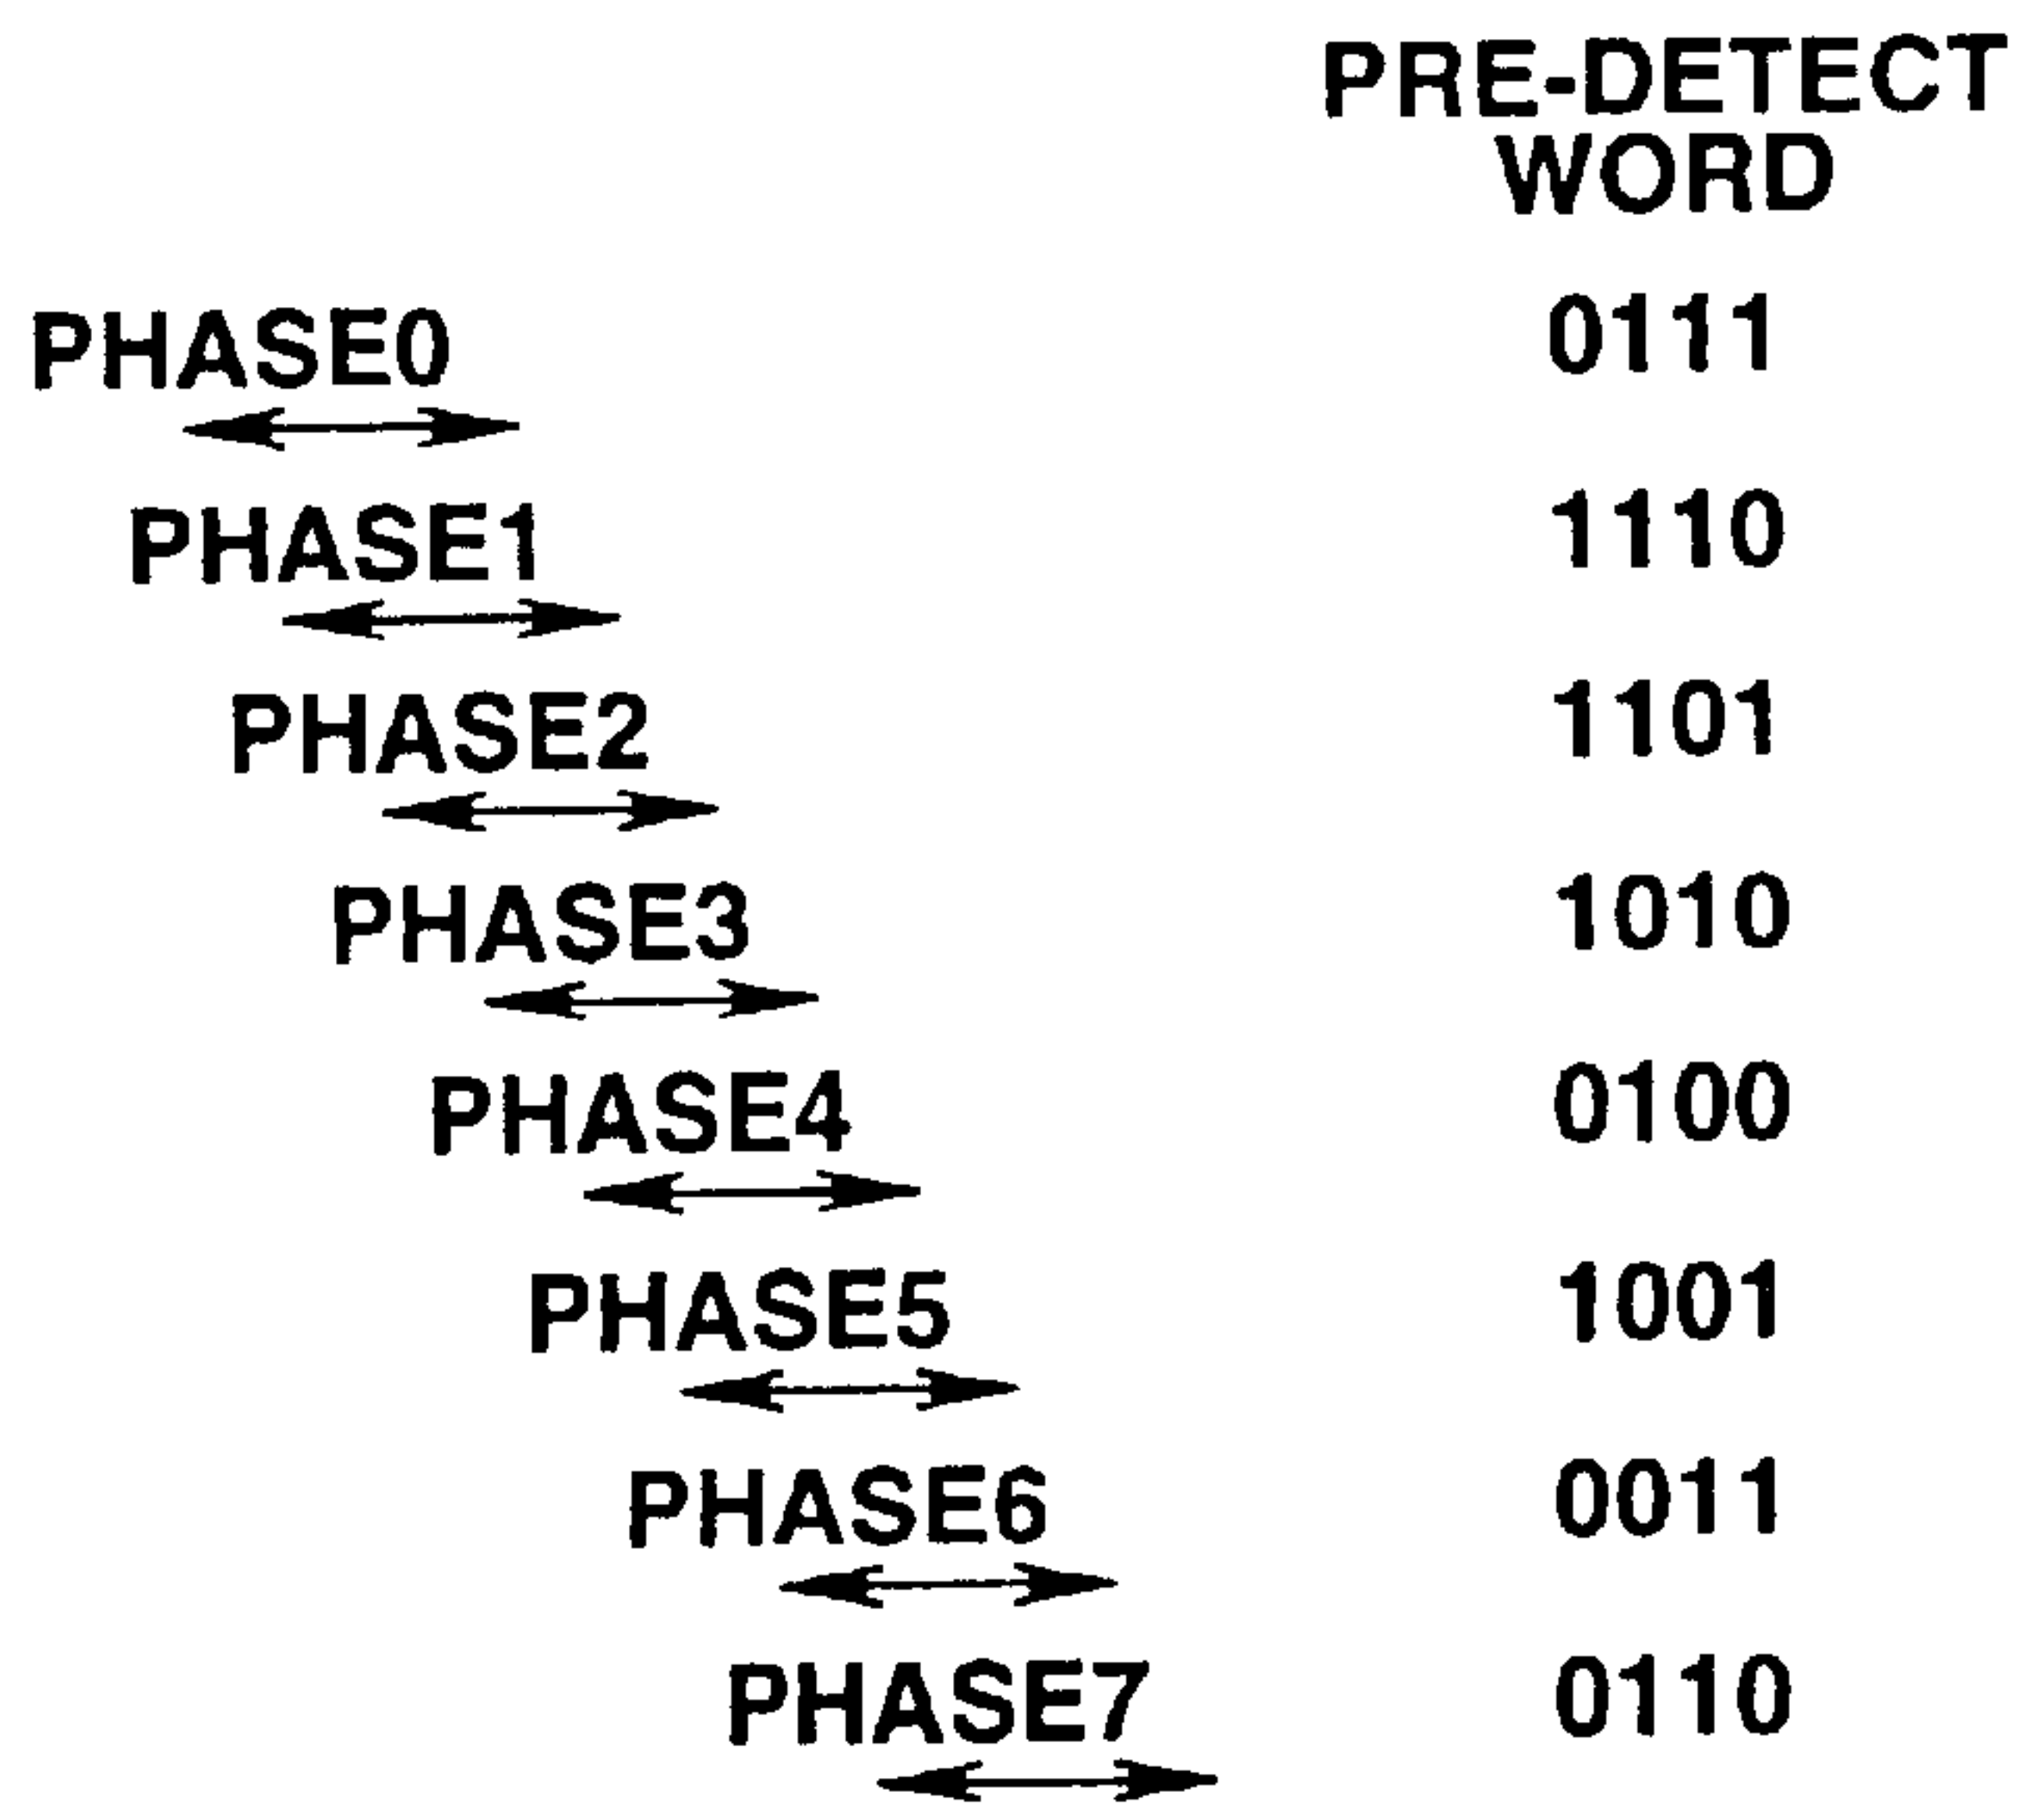 PRE-DETECT
WORD
PHASE0 0111
PHASE1 1110
PHASE2 1101
PHASE3 1010
PHASE4 0100
PHASE5 1001
PHASE6 0011
PHASE7 0110